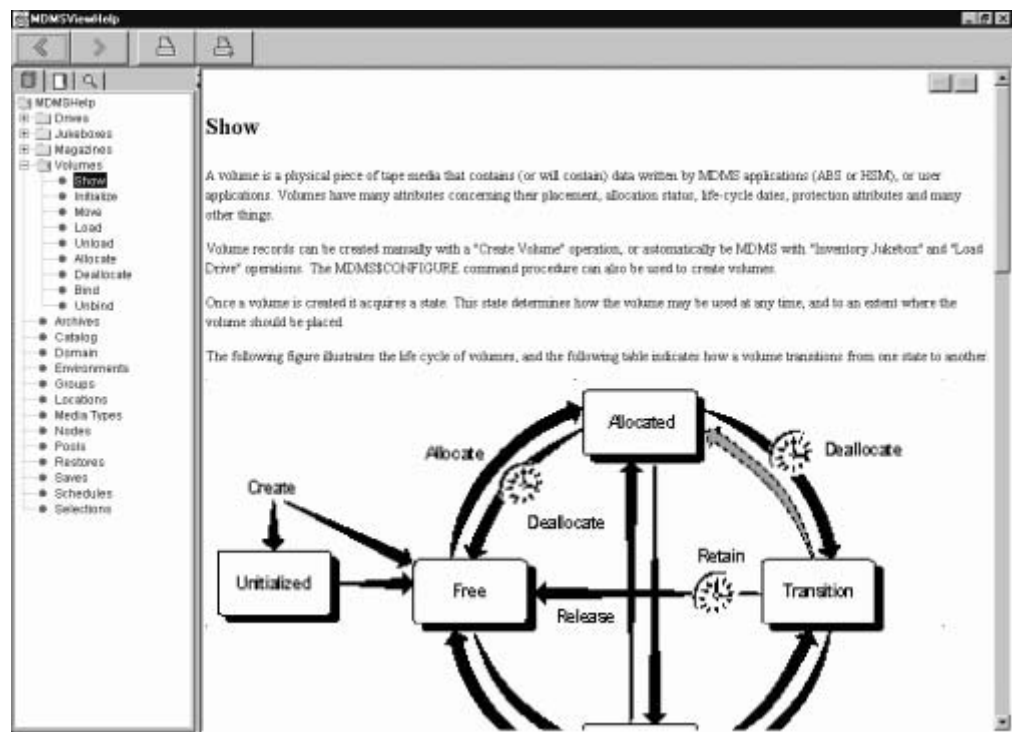 MDMSViewHelp
MDMSHelp
Drives
Jukeboxes
Magazines
Volumes
Show
Initialize
Move
Load
Unload
Allocate
Deallocate
Bind
Unbind
Archives
Catalog
Domain
Environments
Groups
Locations
Media Types
Nodes
Pools
Restores
Saves
Schedules
Selections
Show
A volume is a physical piece of tape media that contains (or will contain) data written by MDMS applications (ABS or HSM), or user
applications. Volumes have many attributes concerning their placement, allocation status, life-cycle dates, protection attributes and many
other things.
Volume records can be created manually with a "Create Volume" operation, or automatically be MDMS with "Inventory Jukebox" and "Load
Drive" operations. The MDMS$CONFIGURE command procedure can also be used to create volumes.
Once a volume is created it acquires a state. This state determines how the volume may be used at any time, and to an extent where the
volume should be placed.
The following figure illustrates the life cycle of volumes, and the following table indicates how a volume transitions from one state to another
Allocated
Allocate
Deallocate
Create
Deallocate
Retain
Unitialized
Free
Transition
Release